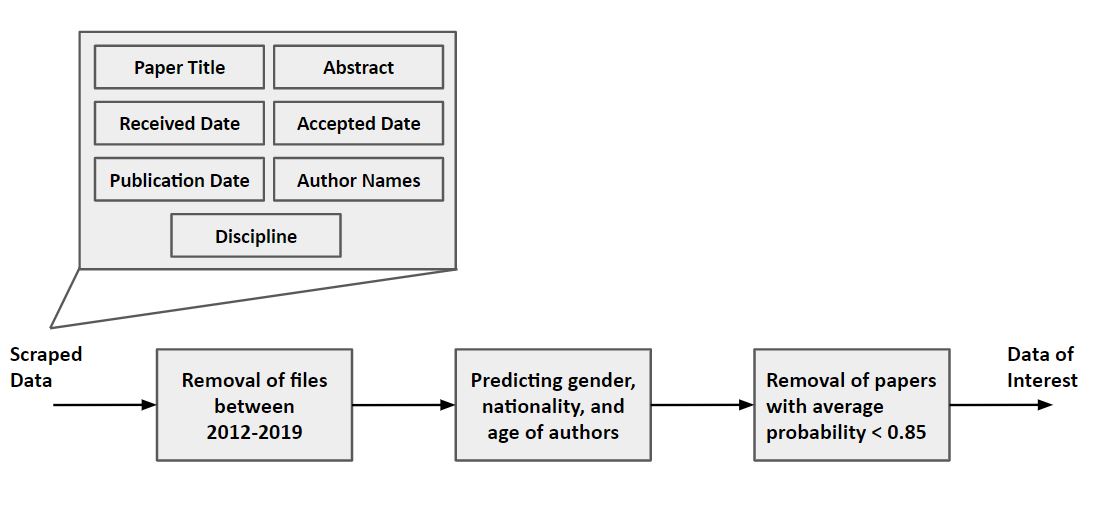 Paper Title
Abstract
Received Date
Accepted Date
Publication Date
Author Names
Discipline
Scraped
Data
Removal of files
between
2012-2019
Predicting gender,
nationality, and
age of authors
Removal of papers
with average
probability < 0.85
Data of
Interest